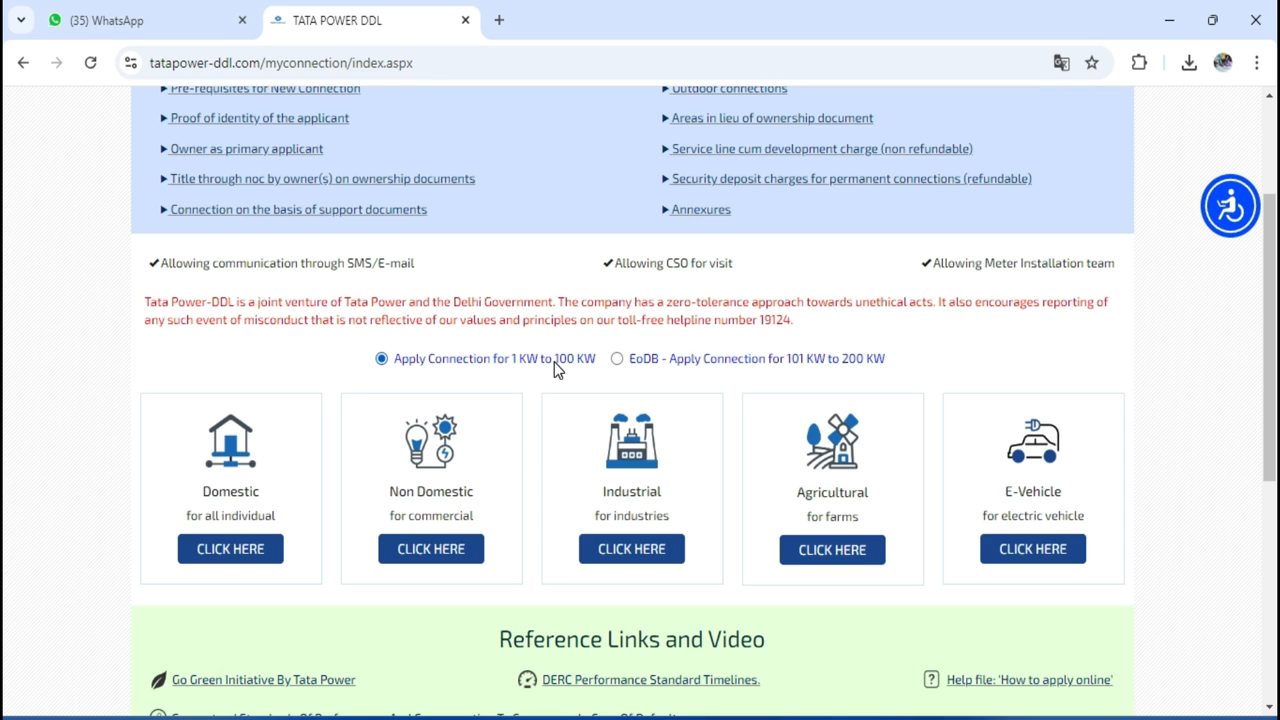 (35) WhatsApp
TATA POWER DDL
tatapower-ddl.com/myconnection/index.aspx
Pre-requisites for New Connection
Outdoor connections
Proof of identity of the applicant
Areas in lieu of ownership document
Owner as primary applicant
Service line cum development charge (non refundable)
Title through noc by owner(s) on ownership documents
Security deposit charges for permanent connections (refundable)
Connection on the basis of support documents
Annexures
Allowing communication through SMS/E-mail
Allowing CSO for visit
Allowing Meter Installation team
Tata Power-DDL is a joint venture of Tata Power and the Delhi Government. The company has a zero-tolerance approach towards unethical acts. It also encourages reporting of
any such event of misconduct that is not reflective of our values and principles on our toll-free helpline number 19124.
Apply Connection for 1 KW to 100 KW
EoDB - Apply Connection for 101 KW to 200 KW
Domestic
for all individual
CLICK HERE
Non Domestic
for commercial
CLICK HERE
Industrial
for industries
CLICK HERE
Agricultural
for farms
CLICK HERE
E-Vehicle
for electric vehicle
CLICK HERE
Reference Links and Video
Go Green Initiative By Tata Power
DERC Performance Standard Timelines.
Help file: 'How to apply online'